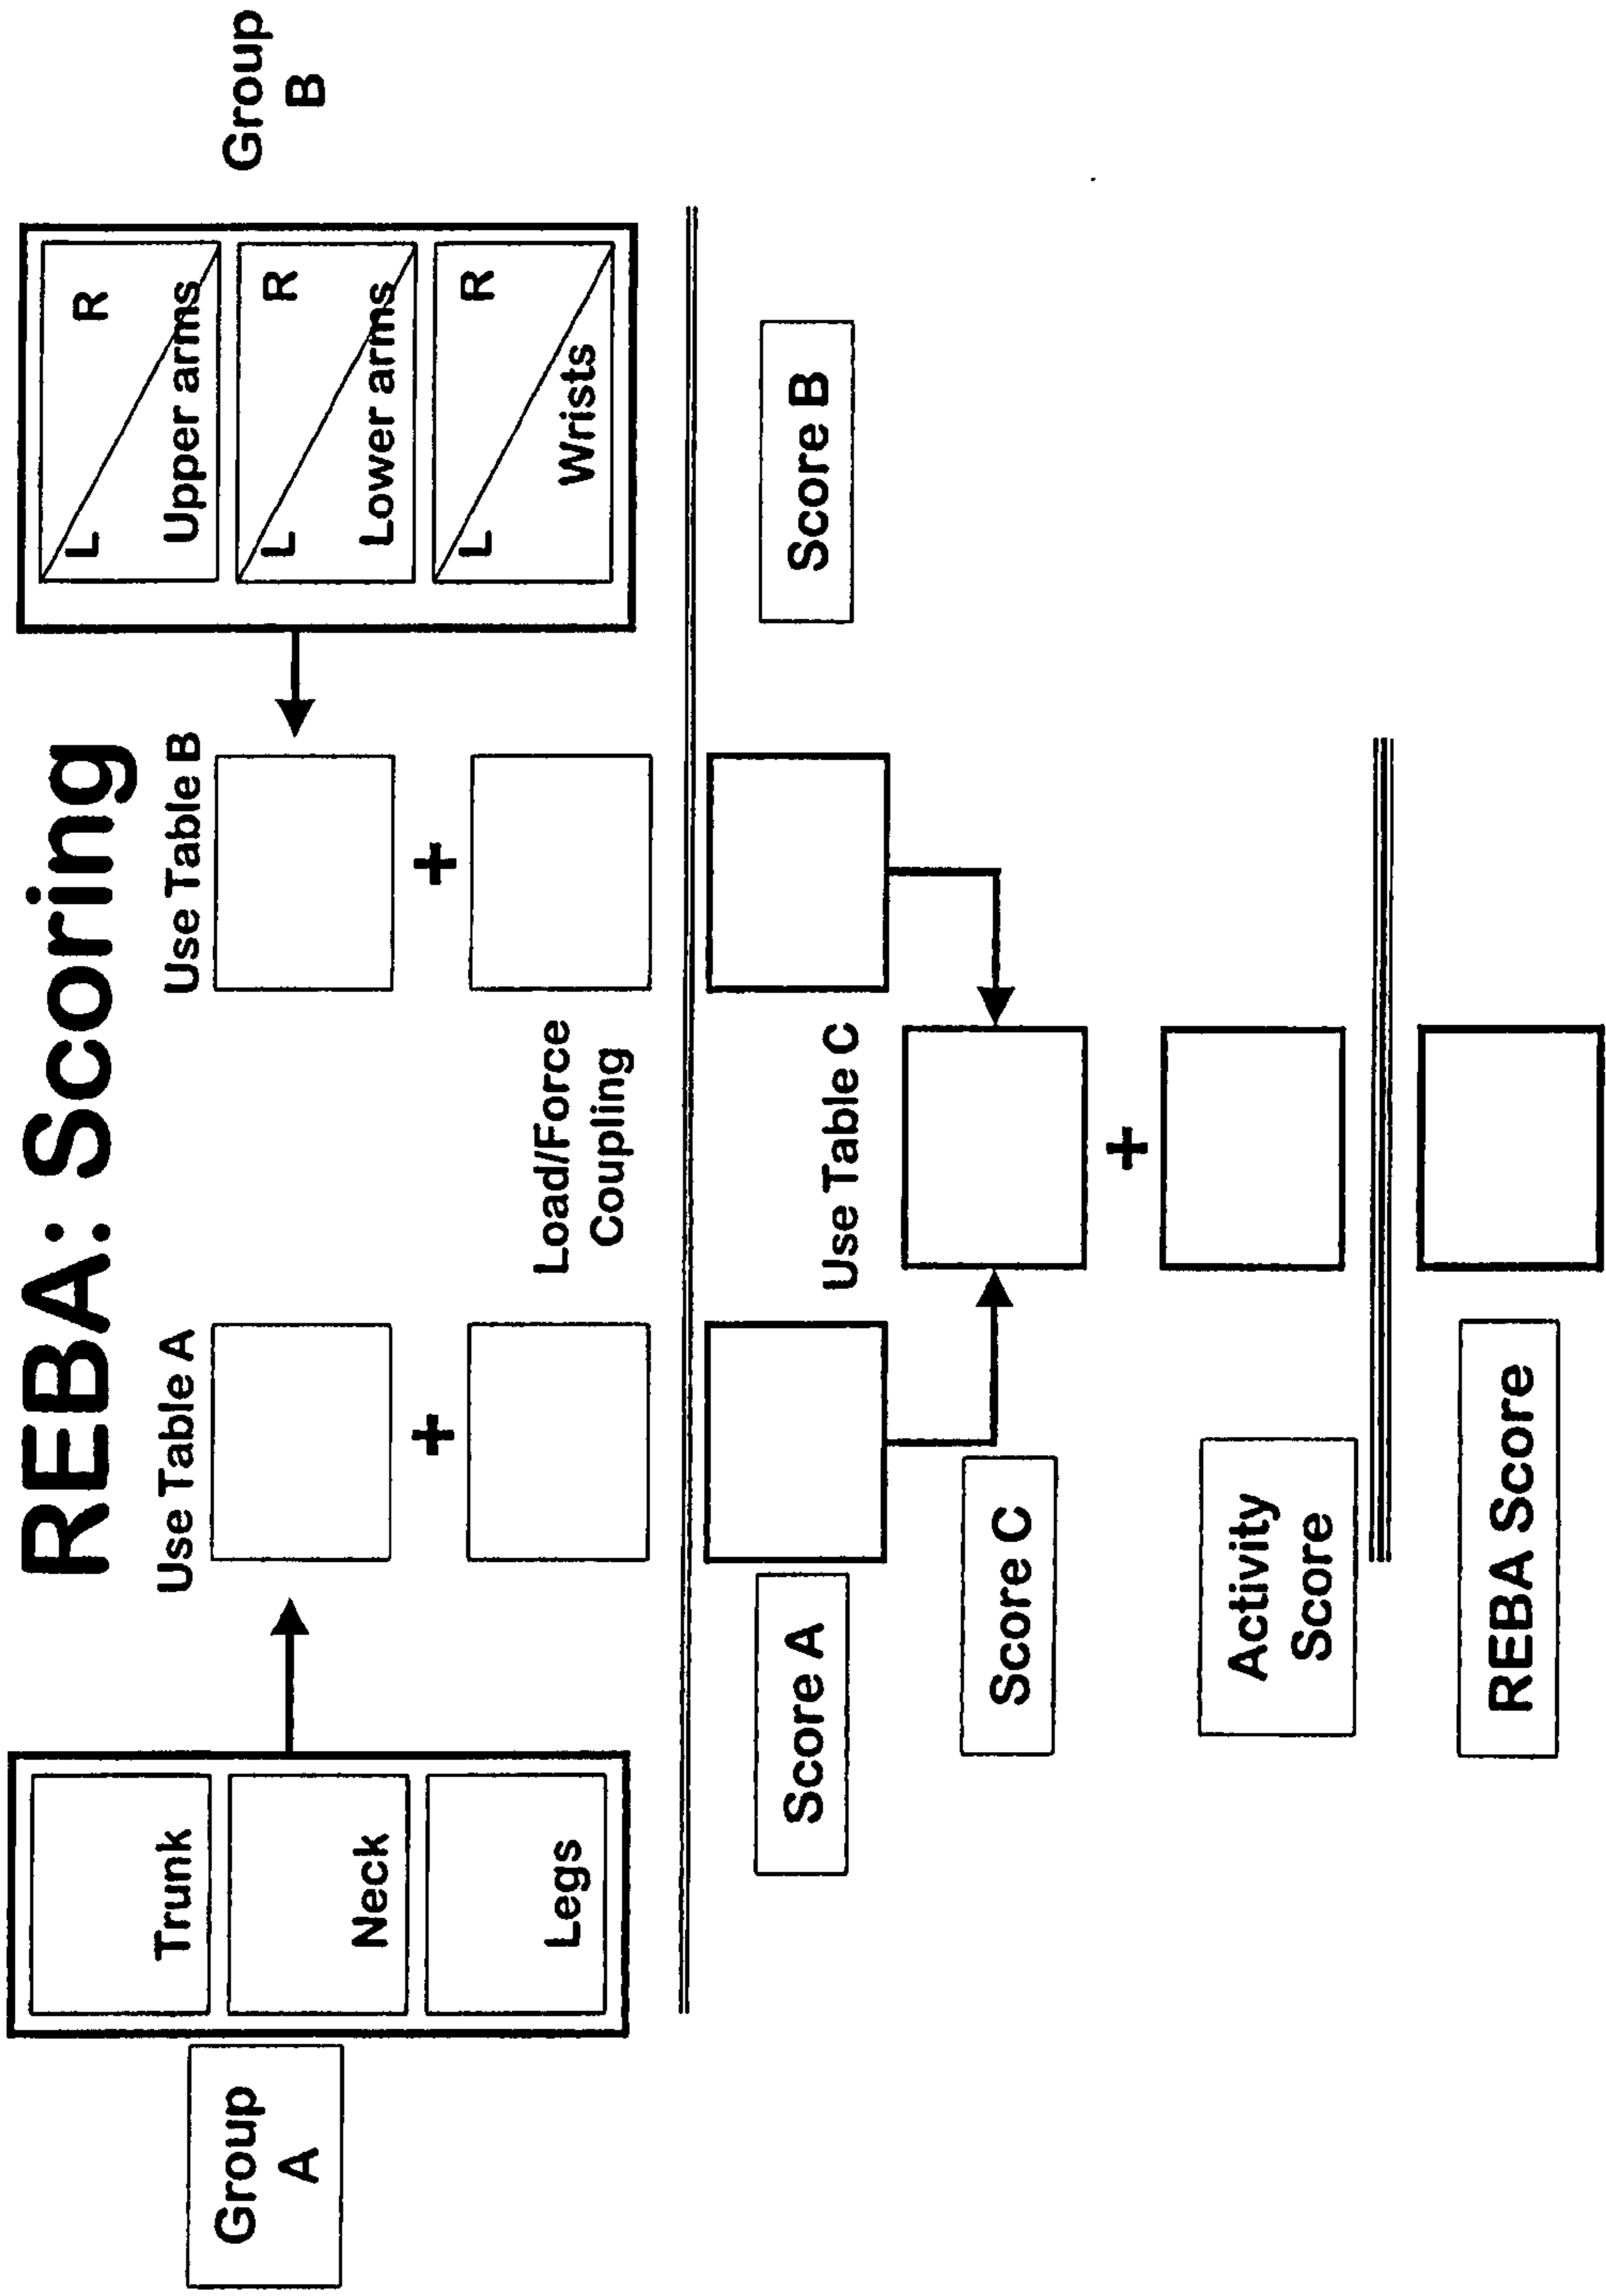 REBA: Scoring
Group
A
Trunk
Neck
Legs
Use Table A
+
Use Table B
+
Load/Force
Coupling
L
R
Upper arms
L
R
Lower arms
L
R
Wrists
Group
B
Score A
Use Table C
Score B
Score C
+
Activity
Score
REBA Score